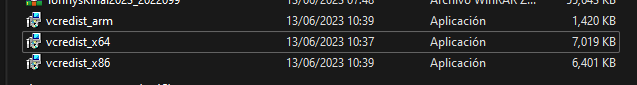 13/06/2023 07:48 Archivo WinRAR Z...
vcredist_arm 13/06/2023 10:39 Aplicación 1,420 KB
vcredist_x64 13/06/2023 10:37 Aplicación 7,019 KB
vcredist_x86 13/06/2023 10:39 Aplicación 6,401 KB